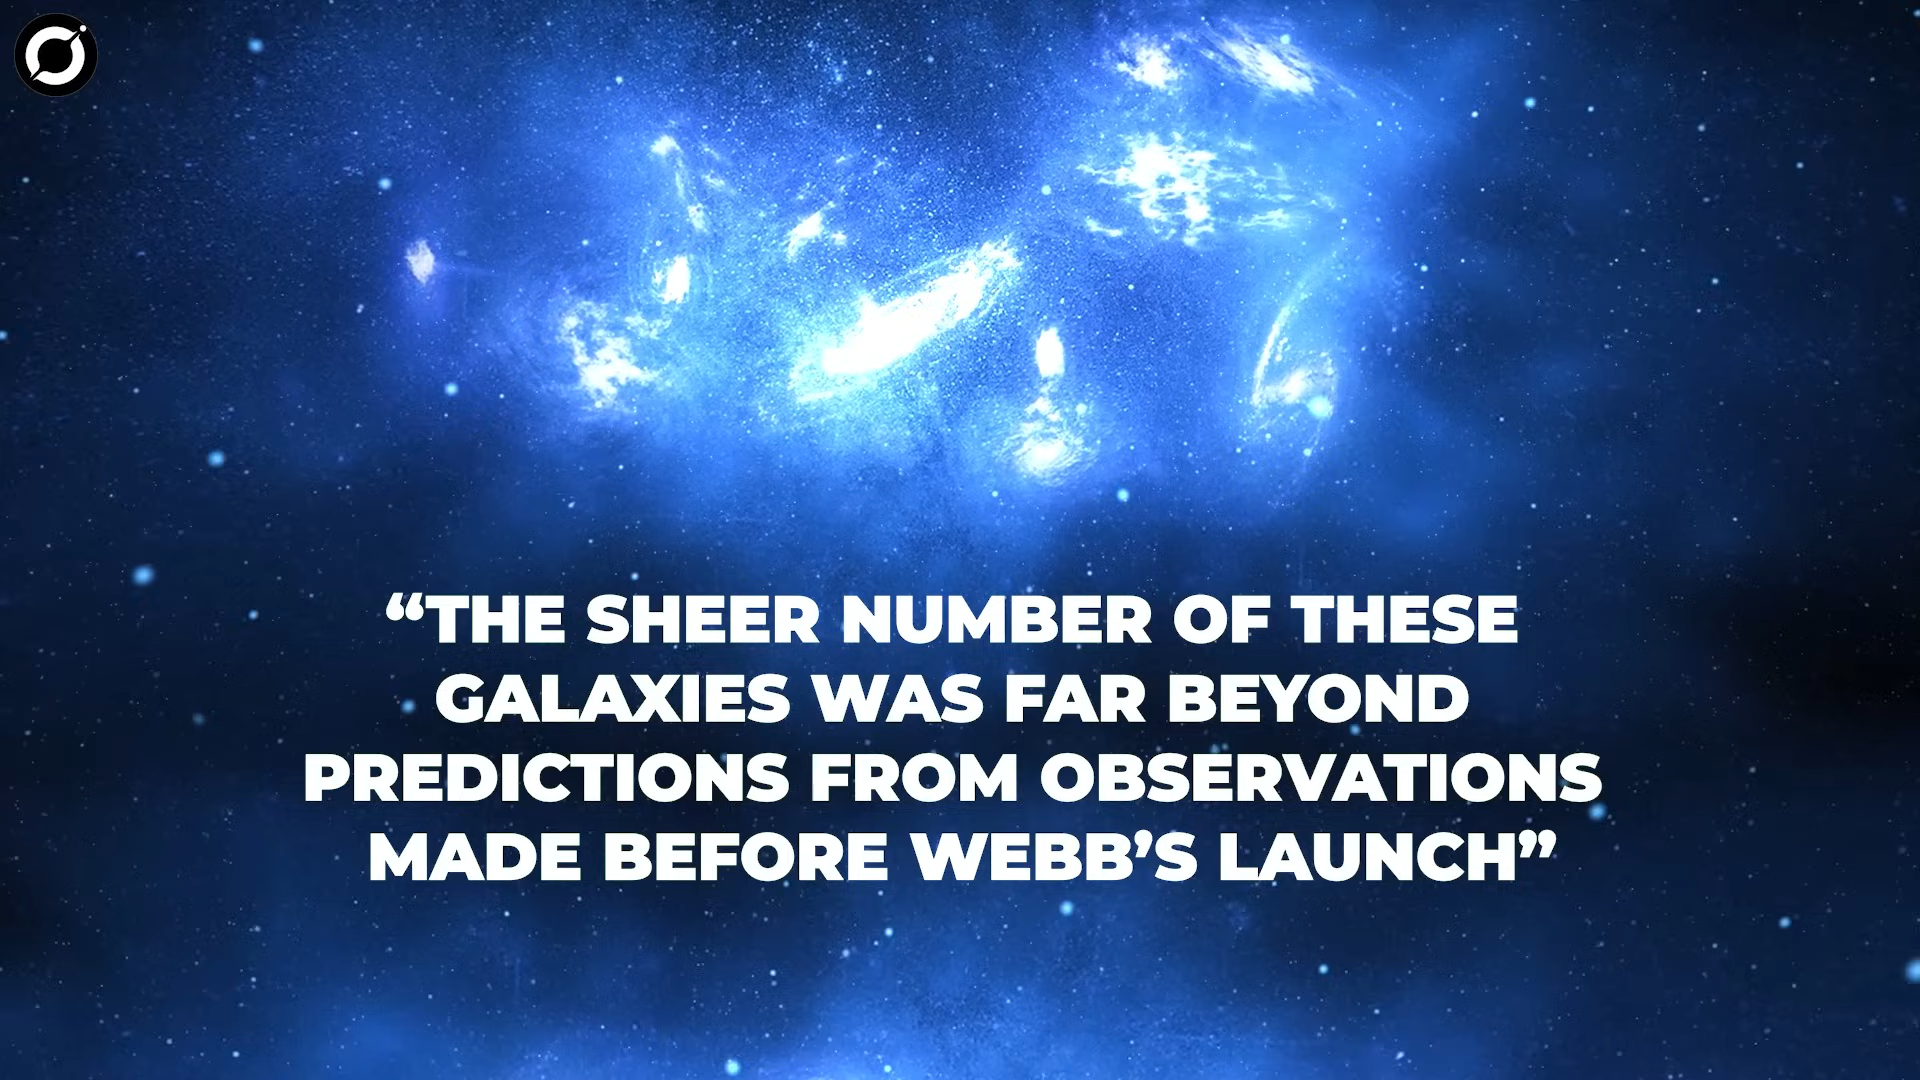 “THE SHEER NUMBER OF THESE
GALAXIES WAS FAR BEYOND
PREDICTIONS FROM OBSERVATIONS
MADE BEFORE WEBB’S LAUNCH”